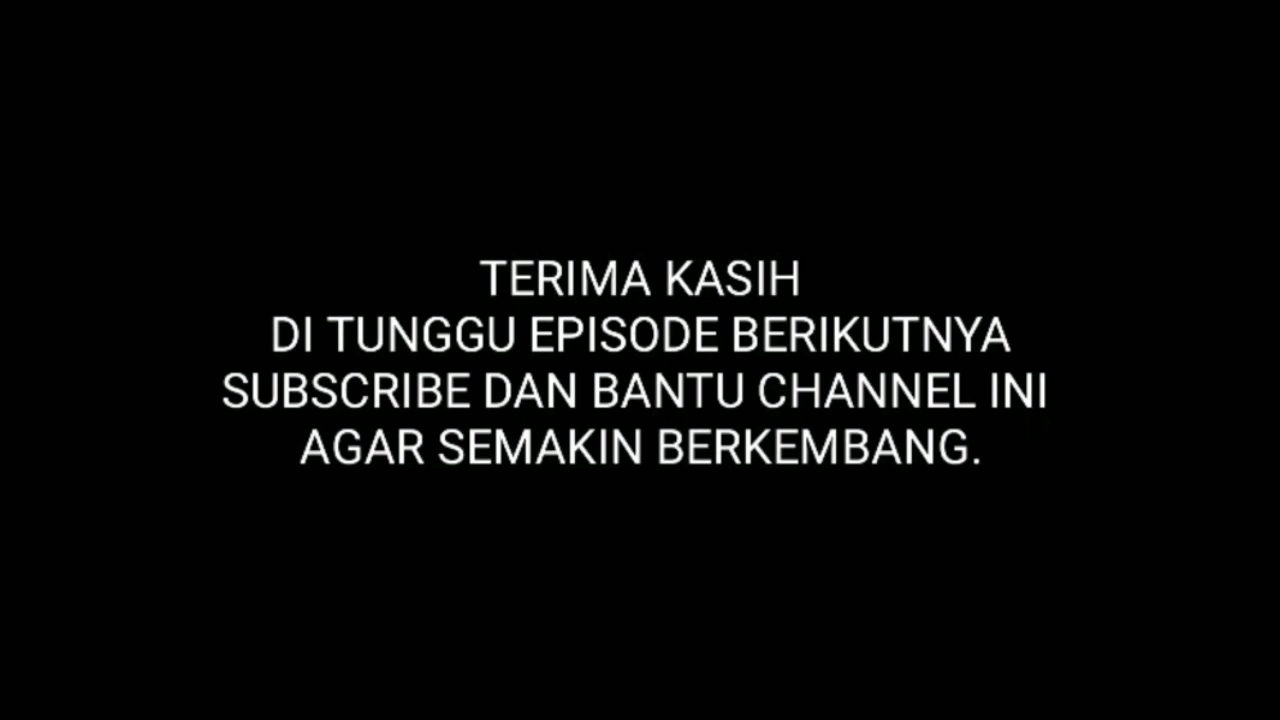 TERIMA KASIH
DI TUNGGU EPISODE BERIKUTNYA
SUBSCRIBE DAN BANTU CHANNEL INI
AGAR SEMAKIN BERKEMBANG.